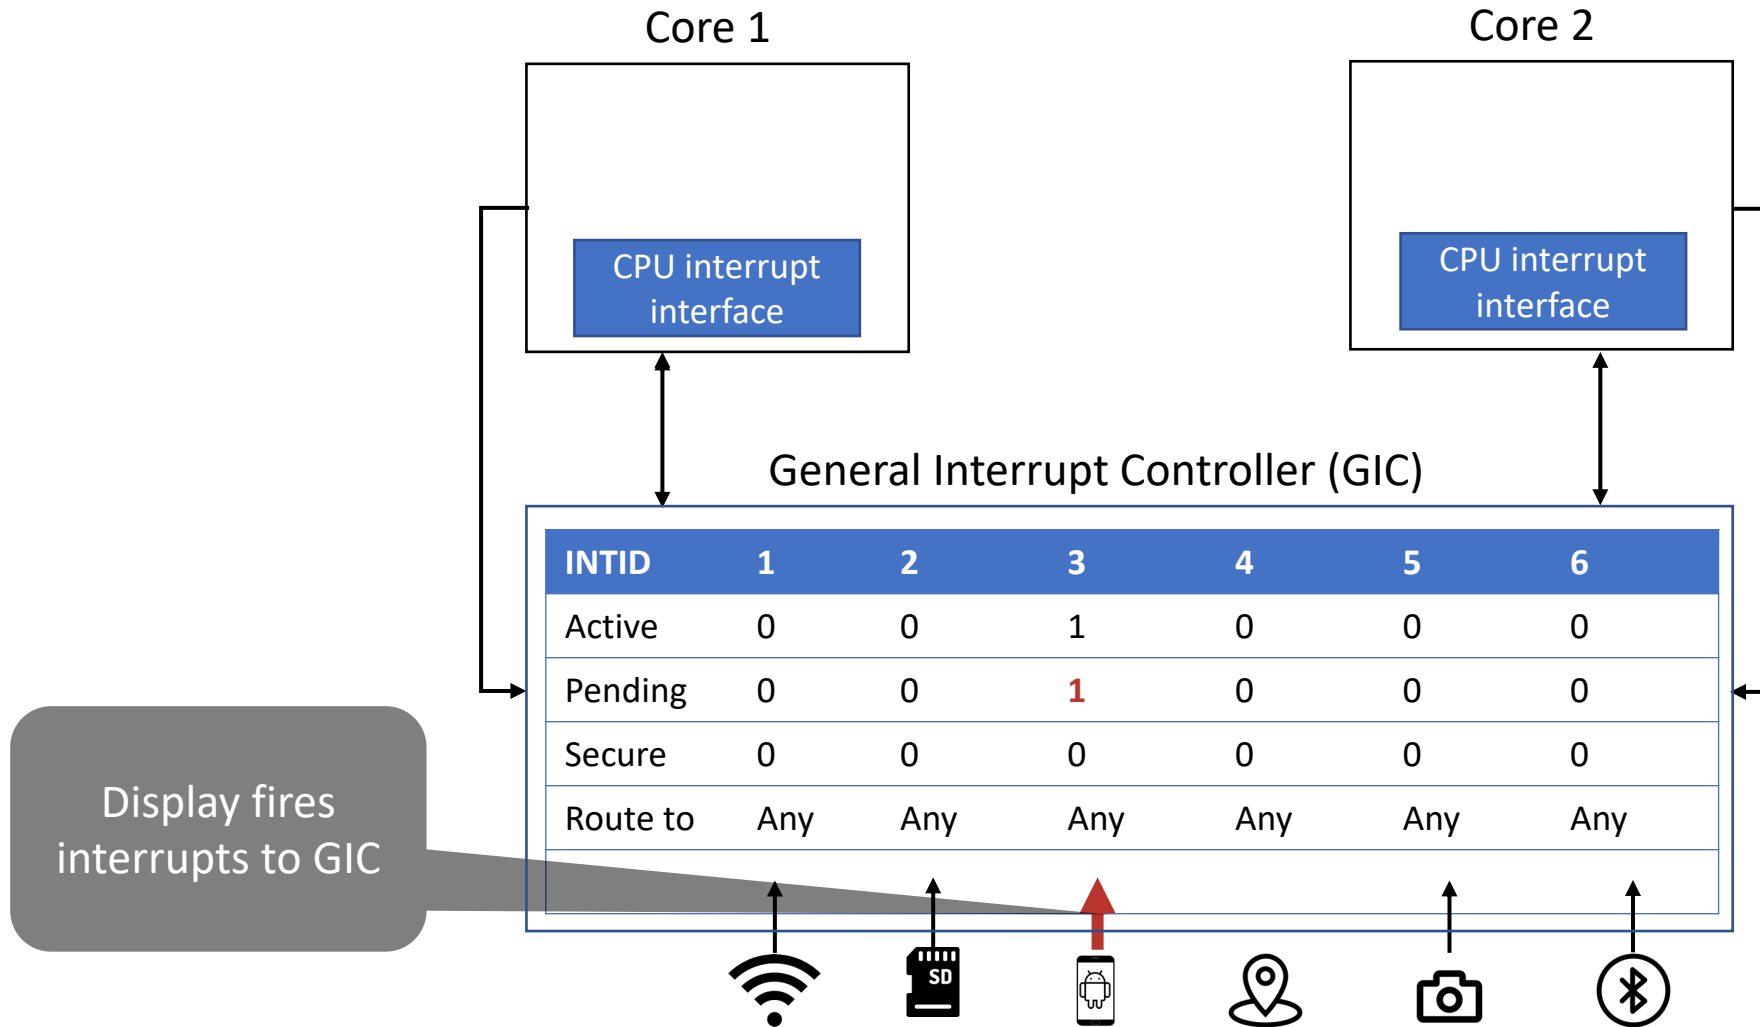 Core 1
Core 2
CPU interrupt
interface
CPU interrupt
interface
General Interrupt Controller (GIC)
INTID 1 2 3 4 5 6
Active 0 0 1 0 0 0
Pending 0 0 1 0 0 0
Secure 0 0 0 0 0 0
Route to Any Any Any Any Any Any
Display fires
interrupts to GIC
SD